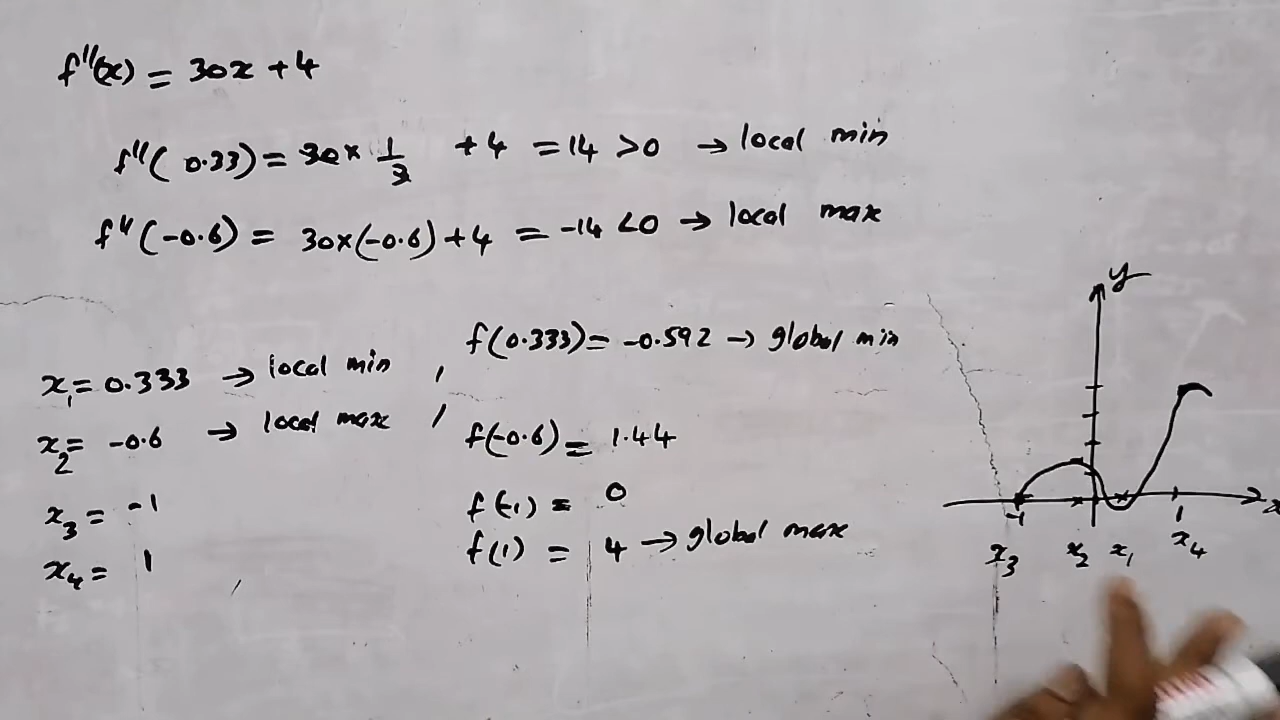 f''(x) = 30x + 4
f''(0.33) = 30 × 1/3 + 4 = 14 > 0 → local min
f''(-0.6) = 30×(-0.6) + 4 = -14 < 0 → local max
x₁ = 0.333 → local min , f(0.333) = -0.592 → global min
x₂ = -0.6 → local max , f(-0.6) = 1.44
x₃ = -1 f(-1) = 0
x₄ = 1 f(1) = 4 → global max
y
x
-1 1
x₃ x₂ x₁ x₄